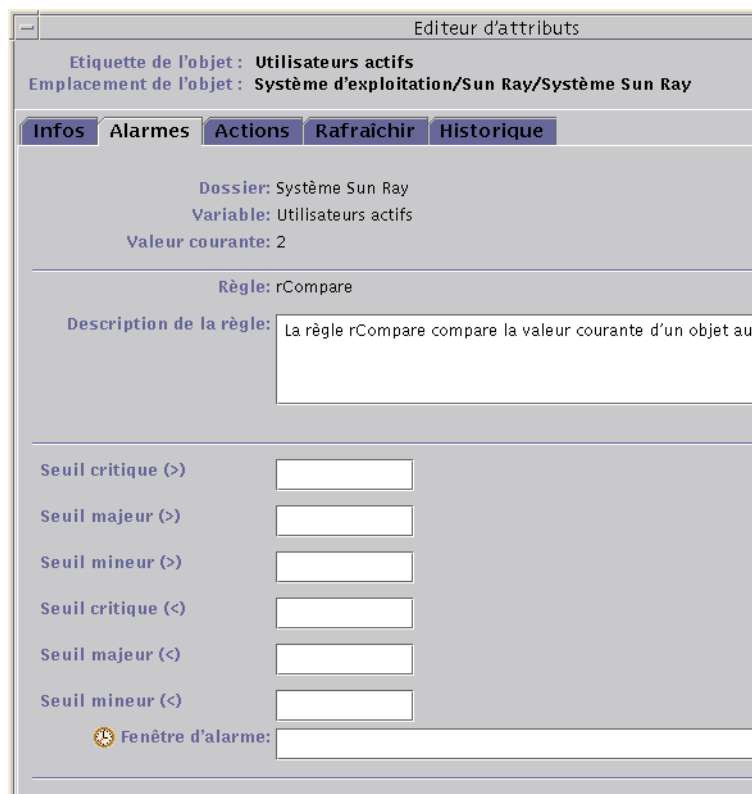 Editeur d'attributs
Etiquette de l'objet : Utilisateurs actifs
Emplacement de l'objet : Système d'exploitation/Sun Ray/Système Sun Ray
Infos Alarmes Actions Rafraîchir Historique
Dossier: Système Sun Ray
Variable: Utilisateurs actifs
Valeur courante: 2
Règle: rCompare
Description de la règle: La règle rCompare compare la valeur courante d'un objet au
Seuil critique (>)
Seuil majeur (>)
Seuil mineur (>)
Seuil critique (<)
Seuil majeur (<)
Seuil mineur (<)
Fenêtre d'alarme: